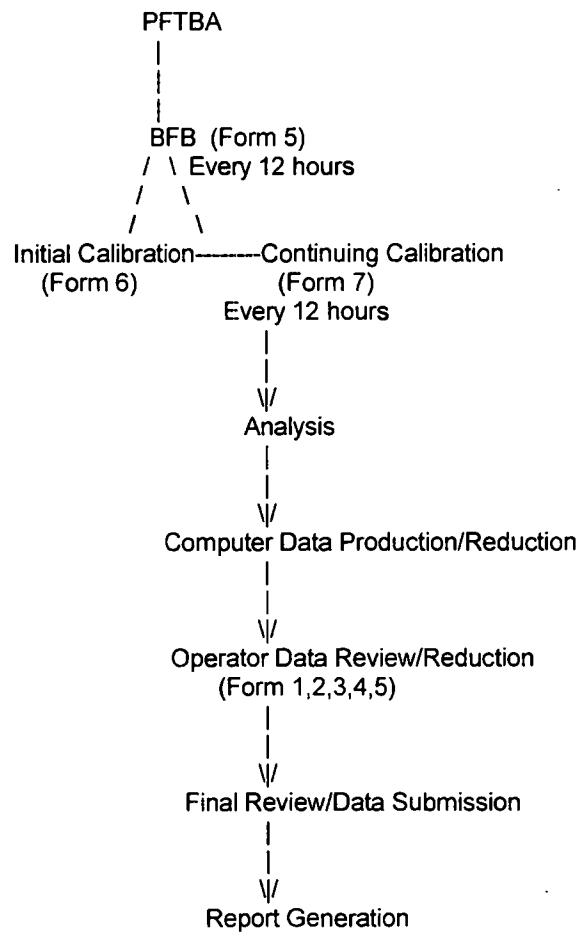 PFTBA
BFB (Form 5)
Every 12 hours
Initial Calibration--------Continuing Calibration
(Form 6) (Form 7)
Every 12 hours
Analysis
Computer Data Production/Reduction
Operator Data Review/Reduction
(Form 1,2,3,4,5)
Final Review/Data Submission
Report Generation